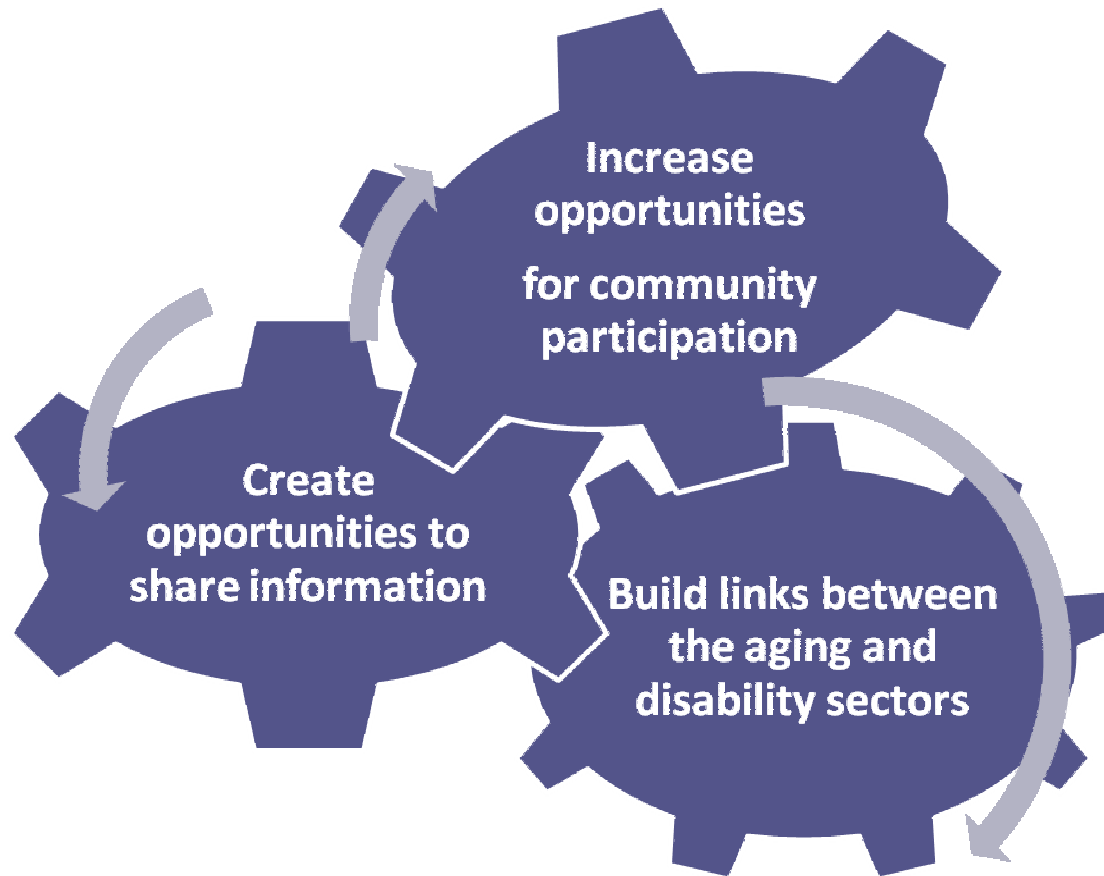 Increase
opportunities
for community
participation
Create
opportunities to
share information
Build links between
the aging and
disability sectors